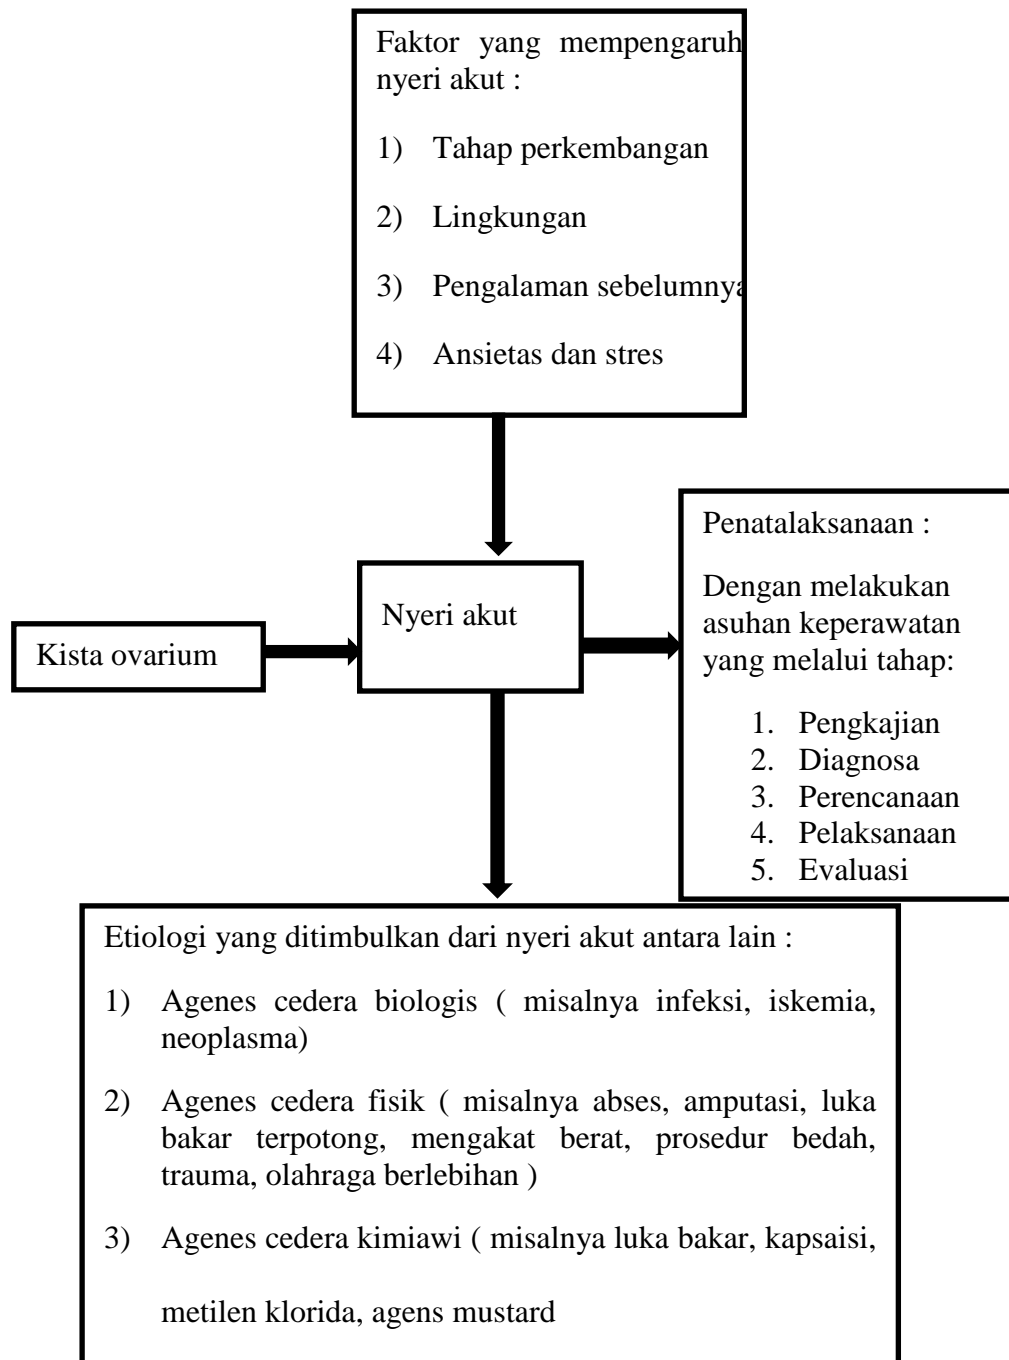 Faktor yang mempengaruh
nyeri akut :
1) Tahap perkembangan
2) Lingkungan
3) Pengalaman sebelumnya
4) Ansietas dan stres
Penatalaksanaan :
Dengan melakukan
asuhan keperawatan
yang melalui tahap:
1. Pengkajian
2. Diagnosa
3. Perencanaan
4. Pelaksanaan
5. Evaluasi
Nyeri akut
Kista ovarium
Etiologi yang ditimbulkan dari nyeri akut antara lain :
1) Agenes cedera biologis ( misalnya infeksi, iskemia,
neoplasma)
2) Agenes cedera fisik ( misalnya abses, amputasi, luka
bakar terpotong, mengakat berat, prosedur bedah,
trauma, olahraga berlebihan )
3) Agenes cedera kimiawi ( misalnya luka bakar, kapsaisi,
metilen klorida, agens mustard